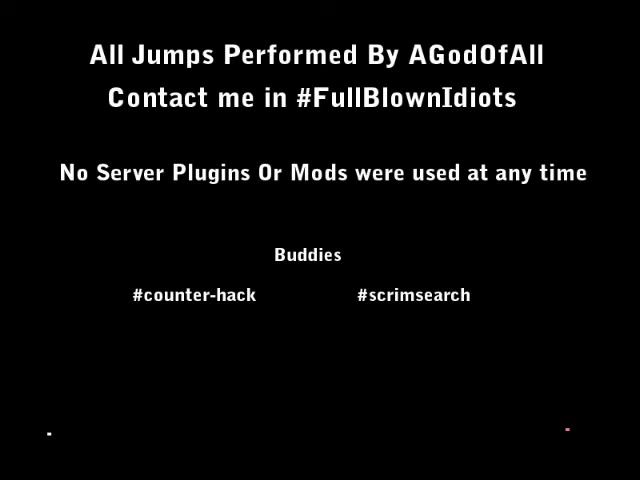 All Jumps Performed By AGodOfAll
Contact me in #FullBlownIdiots
No Server Plugins Or Mods were used at any time
Buddies
#counter-hack #scrimsearch